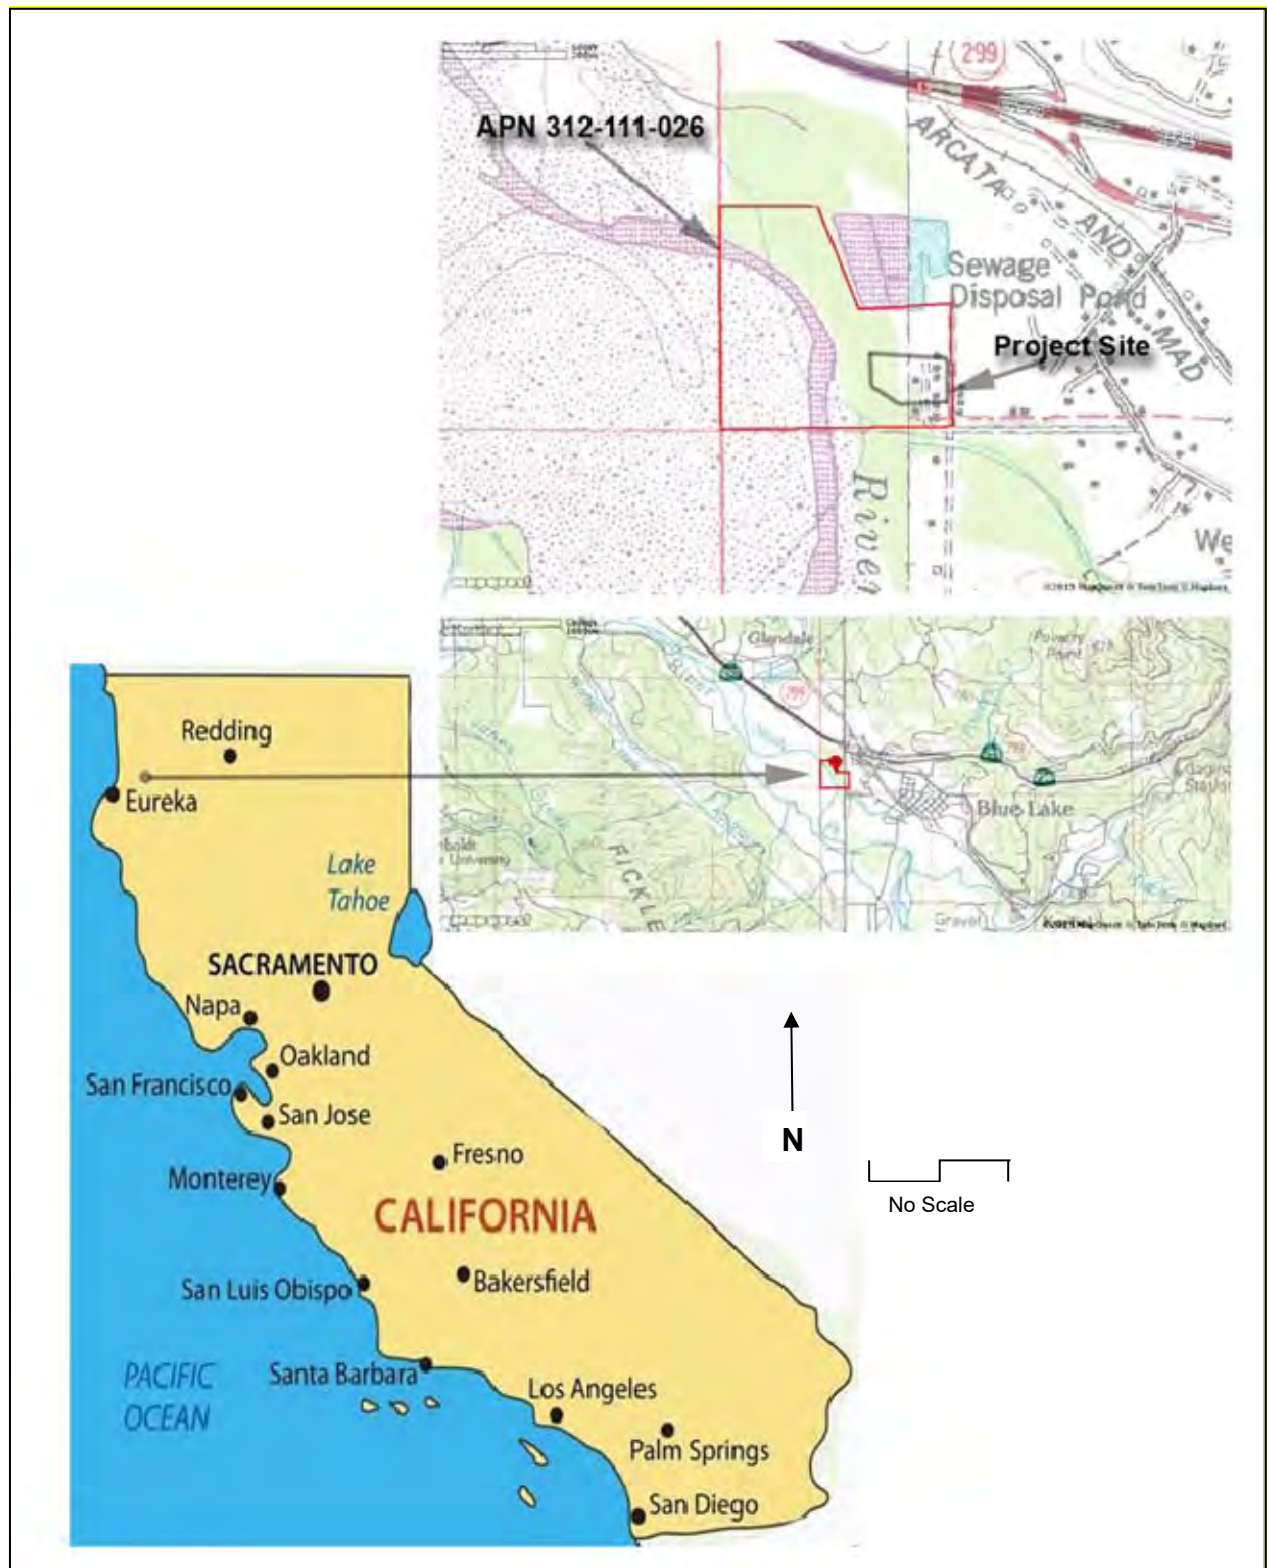 299
APN 312-111-026
ARCATA
AND
MAD
Sewage
Disposal Pond
Project Site
River
We
Glendale
299
Blue Lake
FICKLE
Gravel
Redding
Eureka
Lake
Tahoe
SACRAMENTO
Napa
Oakland
San Francisco
San Jose
Monterey
Fresno
CALIFORNIA
San Luis Obispo
Bakersfield
PACIFIC
OCEAN
Santa Barbara
Los Angeles
Palm Springs
San Diego
N
No Scale